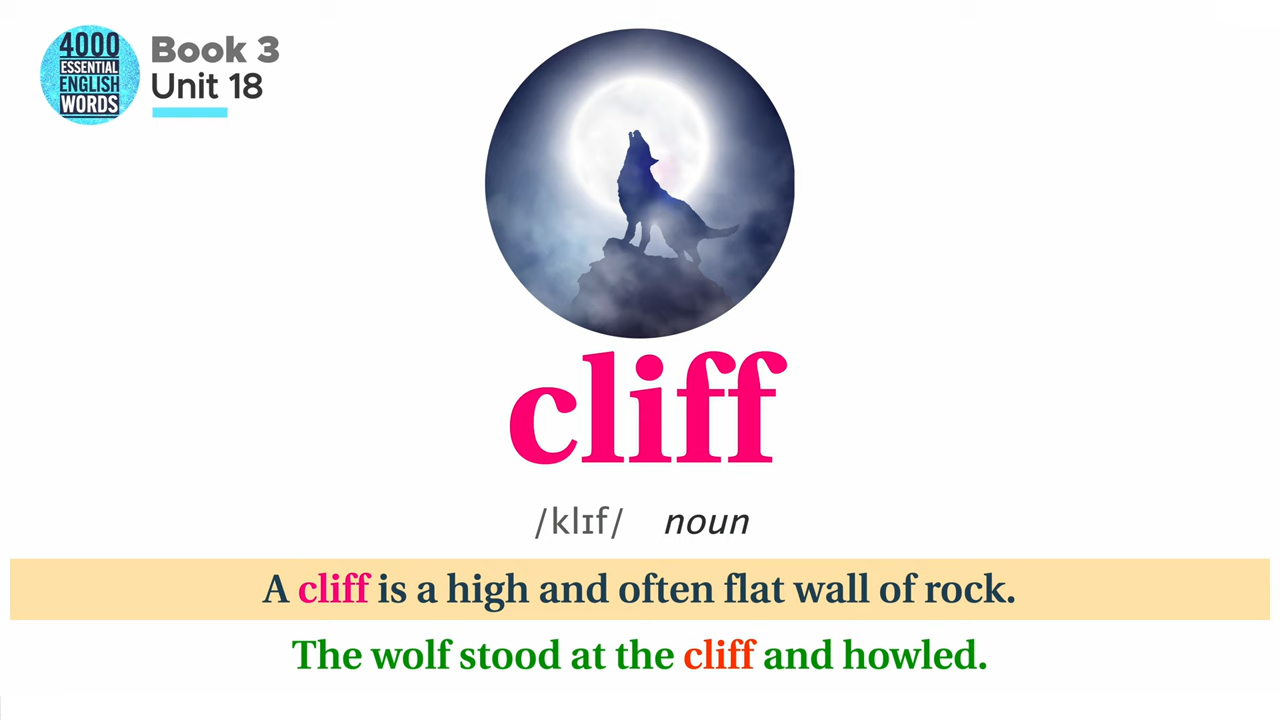 4000
ESSENTIAL
ENGLISH
WORDS
Book 3
Unit 18
cliff
/klɪf/ noun
A cliff is a high and often flat wall of rock.
The wolf stood at the cliff and howled.